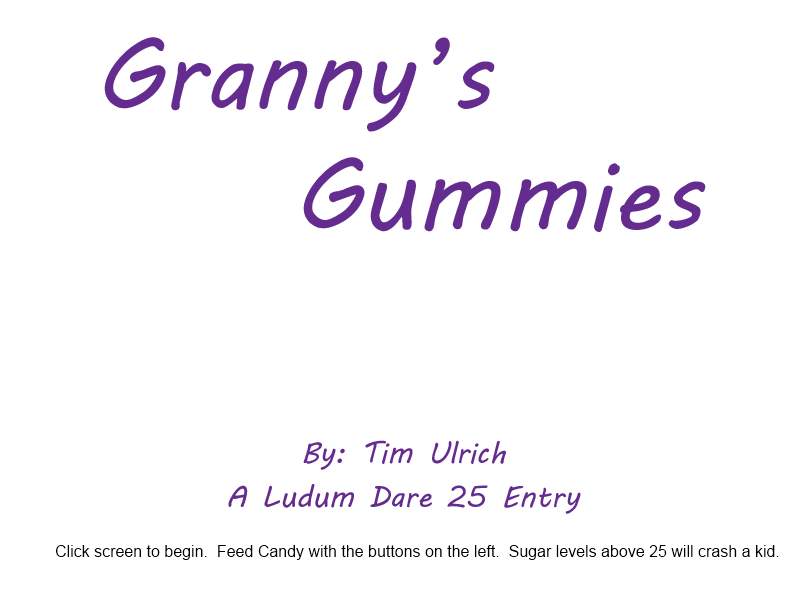 Granny’s
Gummies
By: Tim Ulrich
A Ludum Dare 25 Entry
Click screen to begin.  Feed Candy with the buttons on the left.  Sugar levels above 25 will crash a kid.